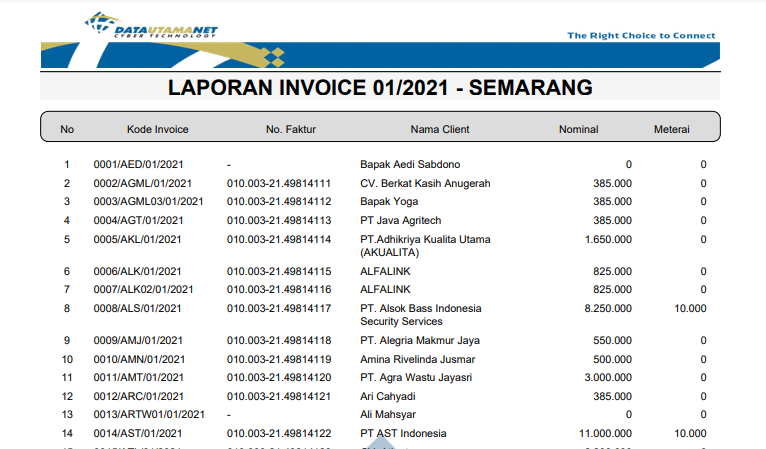 DATAUTAMANET
CYBER TECHNOLOGY
The Right Choice to Connect
LAPORAN INVOICE 01/2021 - SEMARANG
No Kode Invoice No. Faktur Nama Client Nominal Meterai
1 0001/AED/01/2021 - Bapak Aedi Sabdono 0 0
2 0002/AGML/01/2021 010.003-21.49814111 CV. Berkat Kasih Anugerah 385.000 0
3 0003/AGML03/01/2021 010.003-21.49814112 Bapak Yoga 385.000 0
4 0004/AGT/01/2021 010.003-21.49814113 PT Java Agritech 385.000 0
5 0005/AKL/01/2021 010.003-21.49814114 PT.Adhikriya Kualita Utama 1.650.000 0
(AKUALITA)
6 0006/ALK/01/2021 010.003-21.49814115 ALFALINK 825.000 0
7 0007/ALK02/01/2021 010.003-21.49814116 ALFALINK 825.000 0
8 0008/ALS/01/2021 010.003-21.49814117 PT. Alsok Bass Indonesia 8.250.000 10.000
Security Services
9 0009/AMJ/01/2021 010.003-21.49814118 PT. Alegria Makmur Jaya 550.000 0
10 0010/AMN/01/2021 010.003-21.49814119 Amina Rivelinda Jusmar 500.000 0
11 0011/AMT/01/2021 010.003-21.49814120 PT. Agra Wastu Jayasri 3.000.000 0
12 0012/ARC/01/2021 010.003-21.49814121 Ari Cahyadi 385.000 0
13 0013/ARTW01/01/2021 - Ali Mahsyar 0 0
14 0014/AST/01/2021 010.003-21.49814122 PT AST Indonesia 11.000.000 10.000